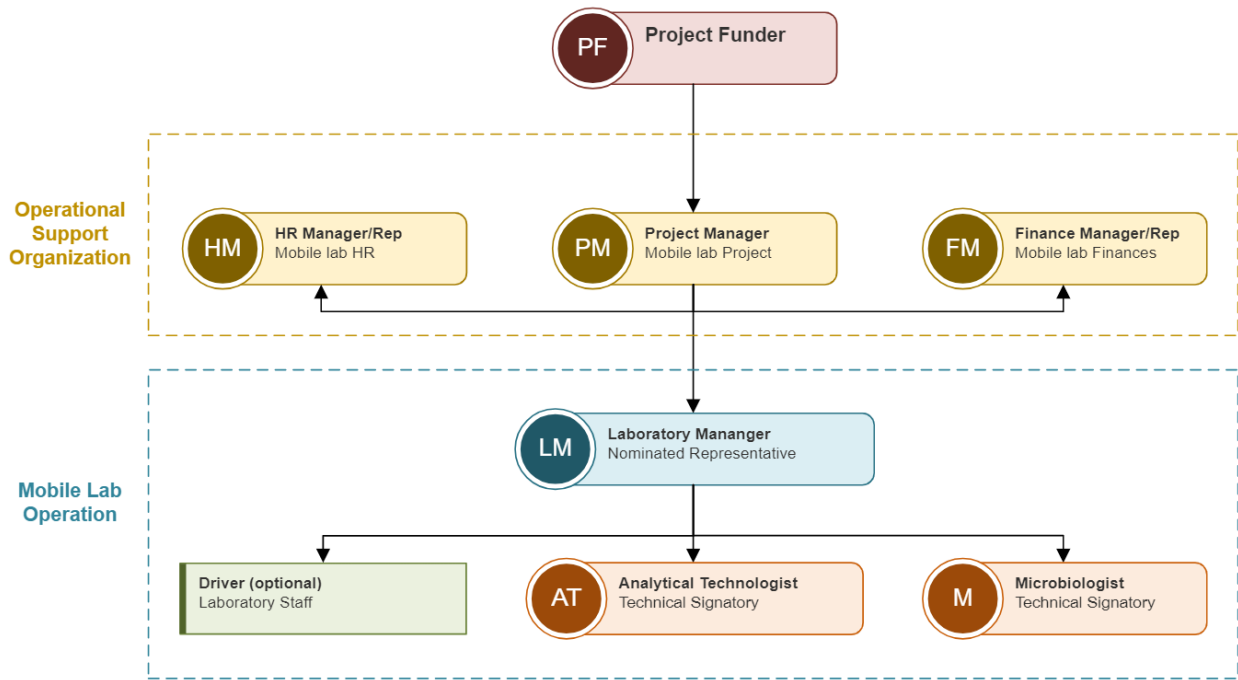 PF
Project Funder
Operational
Support
Organization
HM
HR Manager/Rep
Mobile lab HR
PM
Project Manager
Mobile lab Project
FM
Finance Manager/Rep
Mobile lab Finances
Mobile Lab
Operation
LM
Laboratory Mananger
Nominated Representative
Driver (optional)
Laboratory Staff
AT
Analytical Technologist
Technical Signatory
M
Microbiologist
Technical Signatory